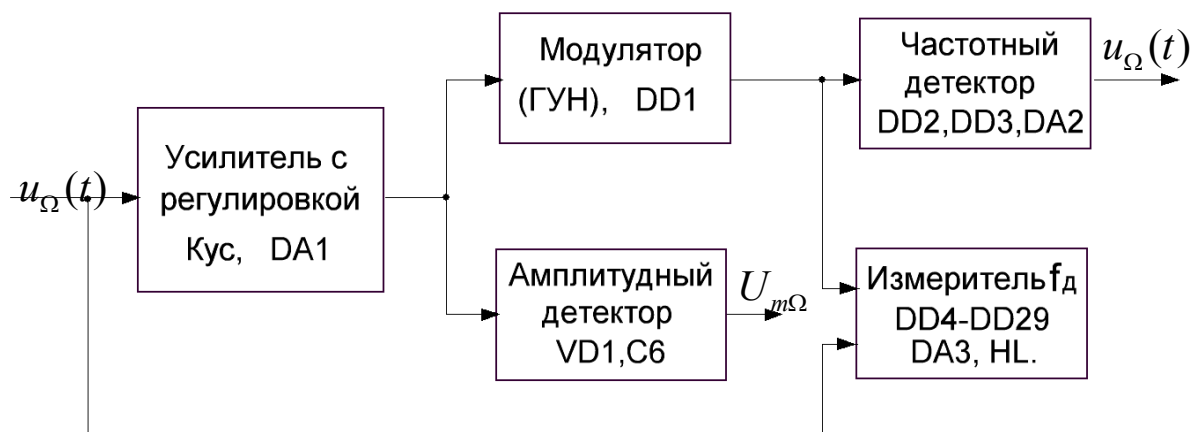 u_Ω(t)
Усилитель с
регулировкой
Кус, DA1
Модулятор
(ГУН), DD1
Амплитудный
детектор
VD1,C6
U_mΩ
Частотный
детектор
DD2,DD3,DA2
u_Ω(t)
Измеритель fд
DD4-DD29
DA3, HL.